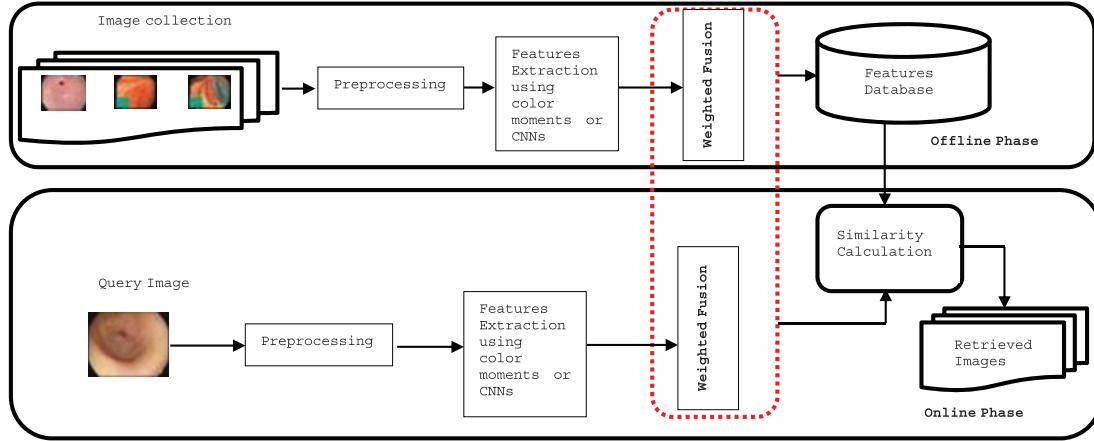 Image collection
Preprocessing
Features
Extraction
using
color
moments or
CNNs
Weighted Fusion
Features
Database
Offline Phase
Query Image
Preprocessing
Features
Extraction
using
color
moments or
CNNs
Weighted Fusion
Similarity
Calculation
Retrieved
Images
Online Phase